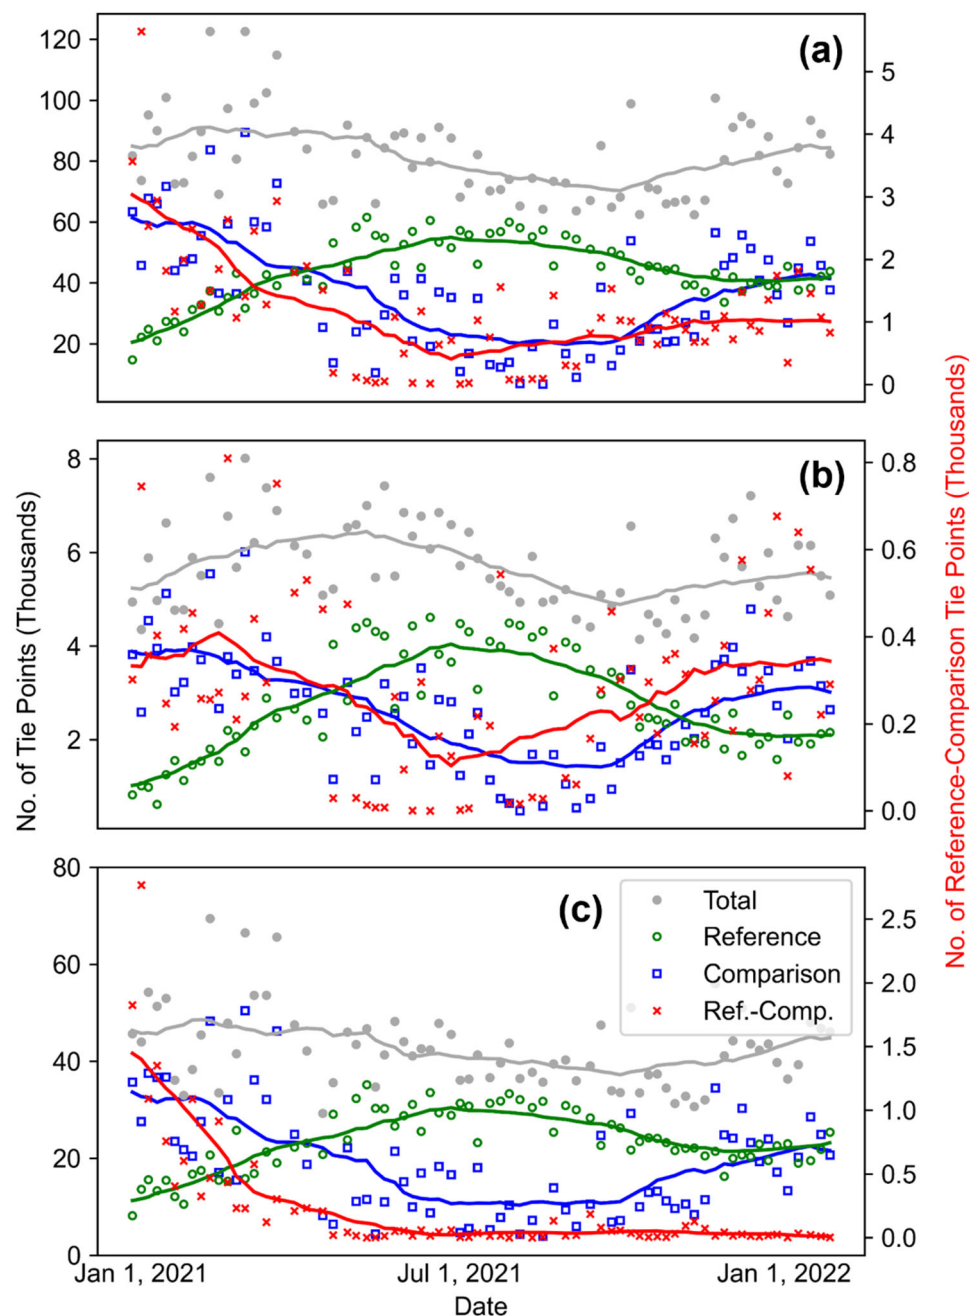 (a)
120
100
80
60
40
20
5
4
3
2
1
0
(b)
8
6
4
2
0.8
0.6
0.4
0.2
0.0
No. of Tie Points (Thousands)
No. of Reference-Comparison Tie Points (Thousands)
(c)
80
60
40
20
0
2.5
2.0
1.5
1.0
0.5
0.0
Total
Reference
Comparison
Ref.-Comp.
Jan 1, 2021
Jul 1, 2021
Jan 1, 2022
Date